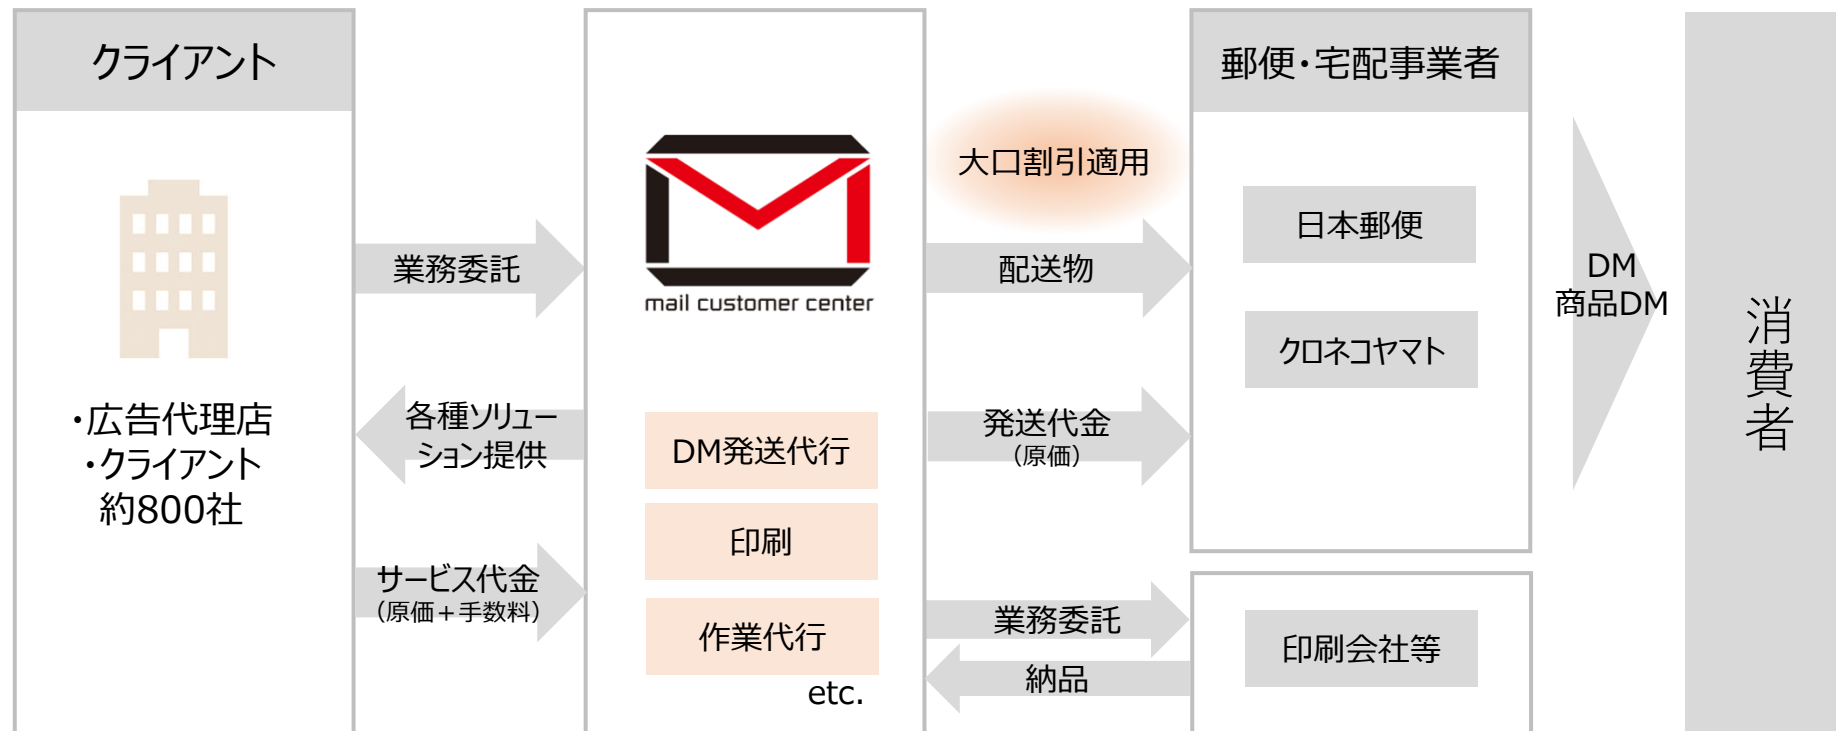 クライアント
・広告代理店
・クライアント
約800社
業務委託
各種ソリュー
ション提供
サービス代金
（原価＋手数料）
mail customer center
DM発送代行
印刷
作業代行
etc.
大口割引適用
配送物
発送代金
（原価）
業務委託
納品
郵便・宅配事業者
日本郵便
クロネコヤマト
印刷会社等
DM
商品DM
消費者